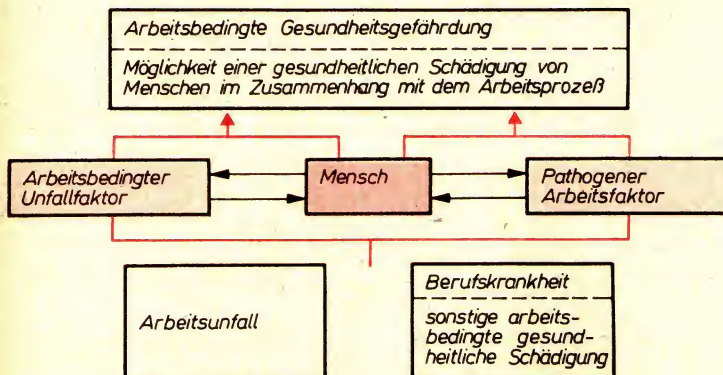 Arbeitsbedingte Gesundheitsgefährdung
Möglichkeit einer gesundheitlichen Schädigung von
Menschen im Zusammenhang mit dem Arbeitsprozeß
Arbeitsbedingter
Unfallfaktor
Mensch
Pathogener
Arbeitsfaktor
Arbeitsunfall
Berufskrankheit
sonstige arbeits-
bedingte gesund-
heitliche Schädigung